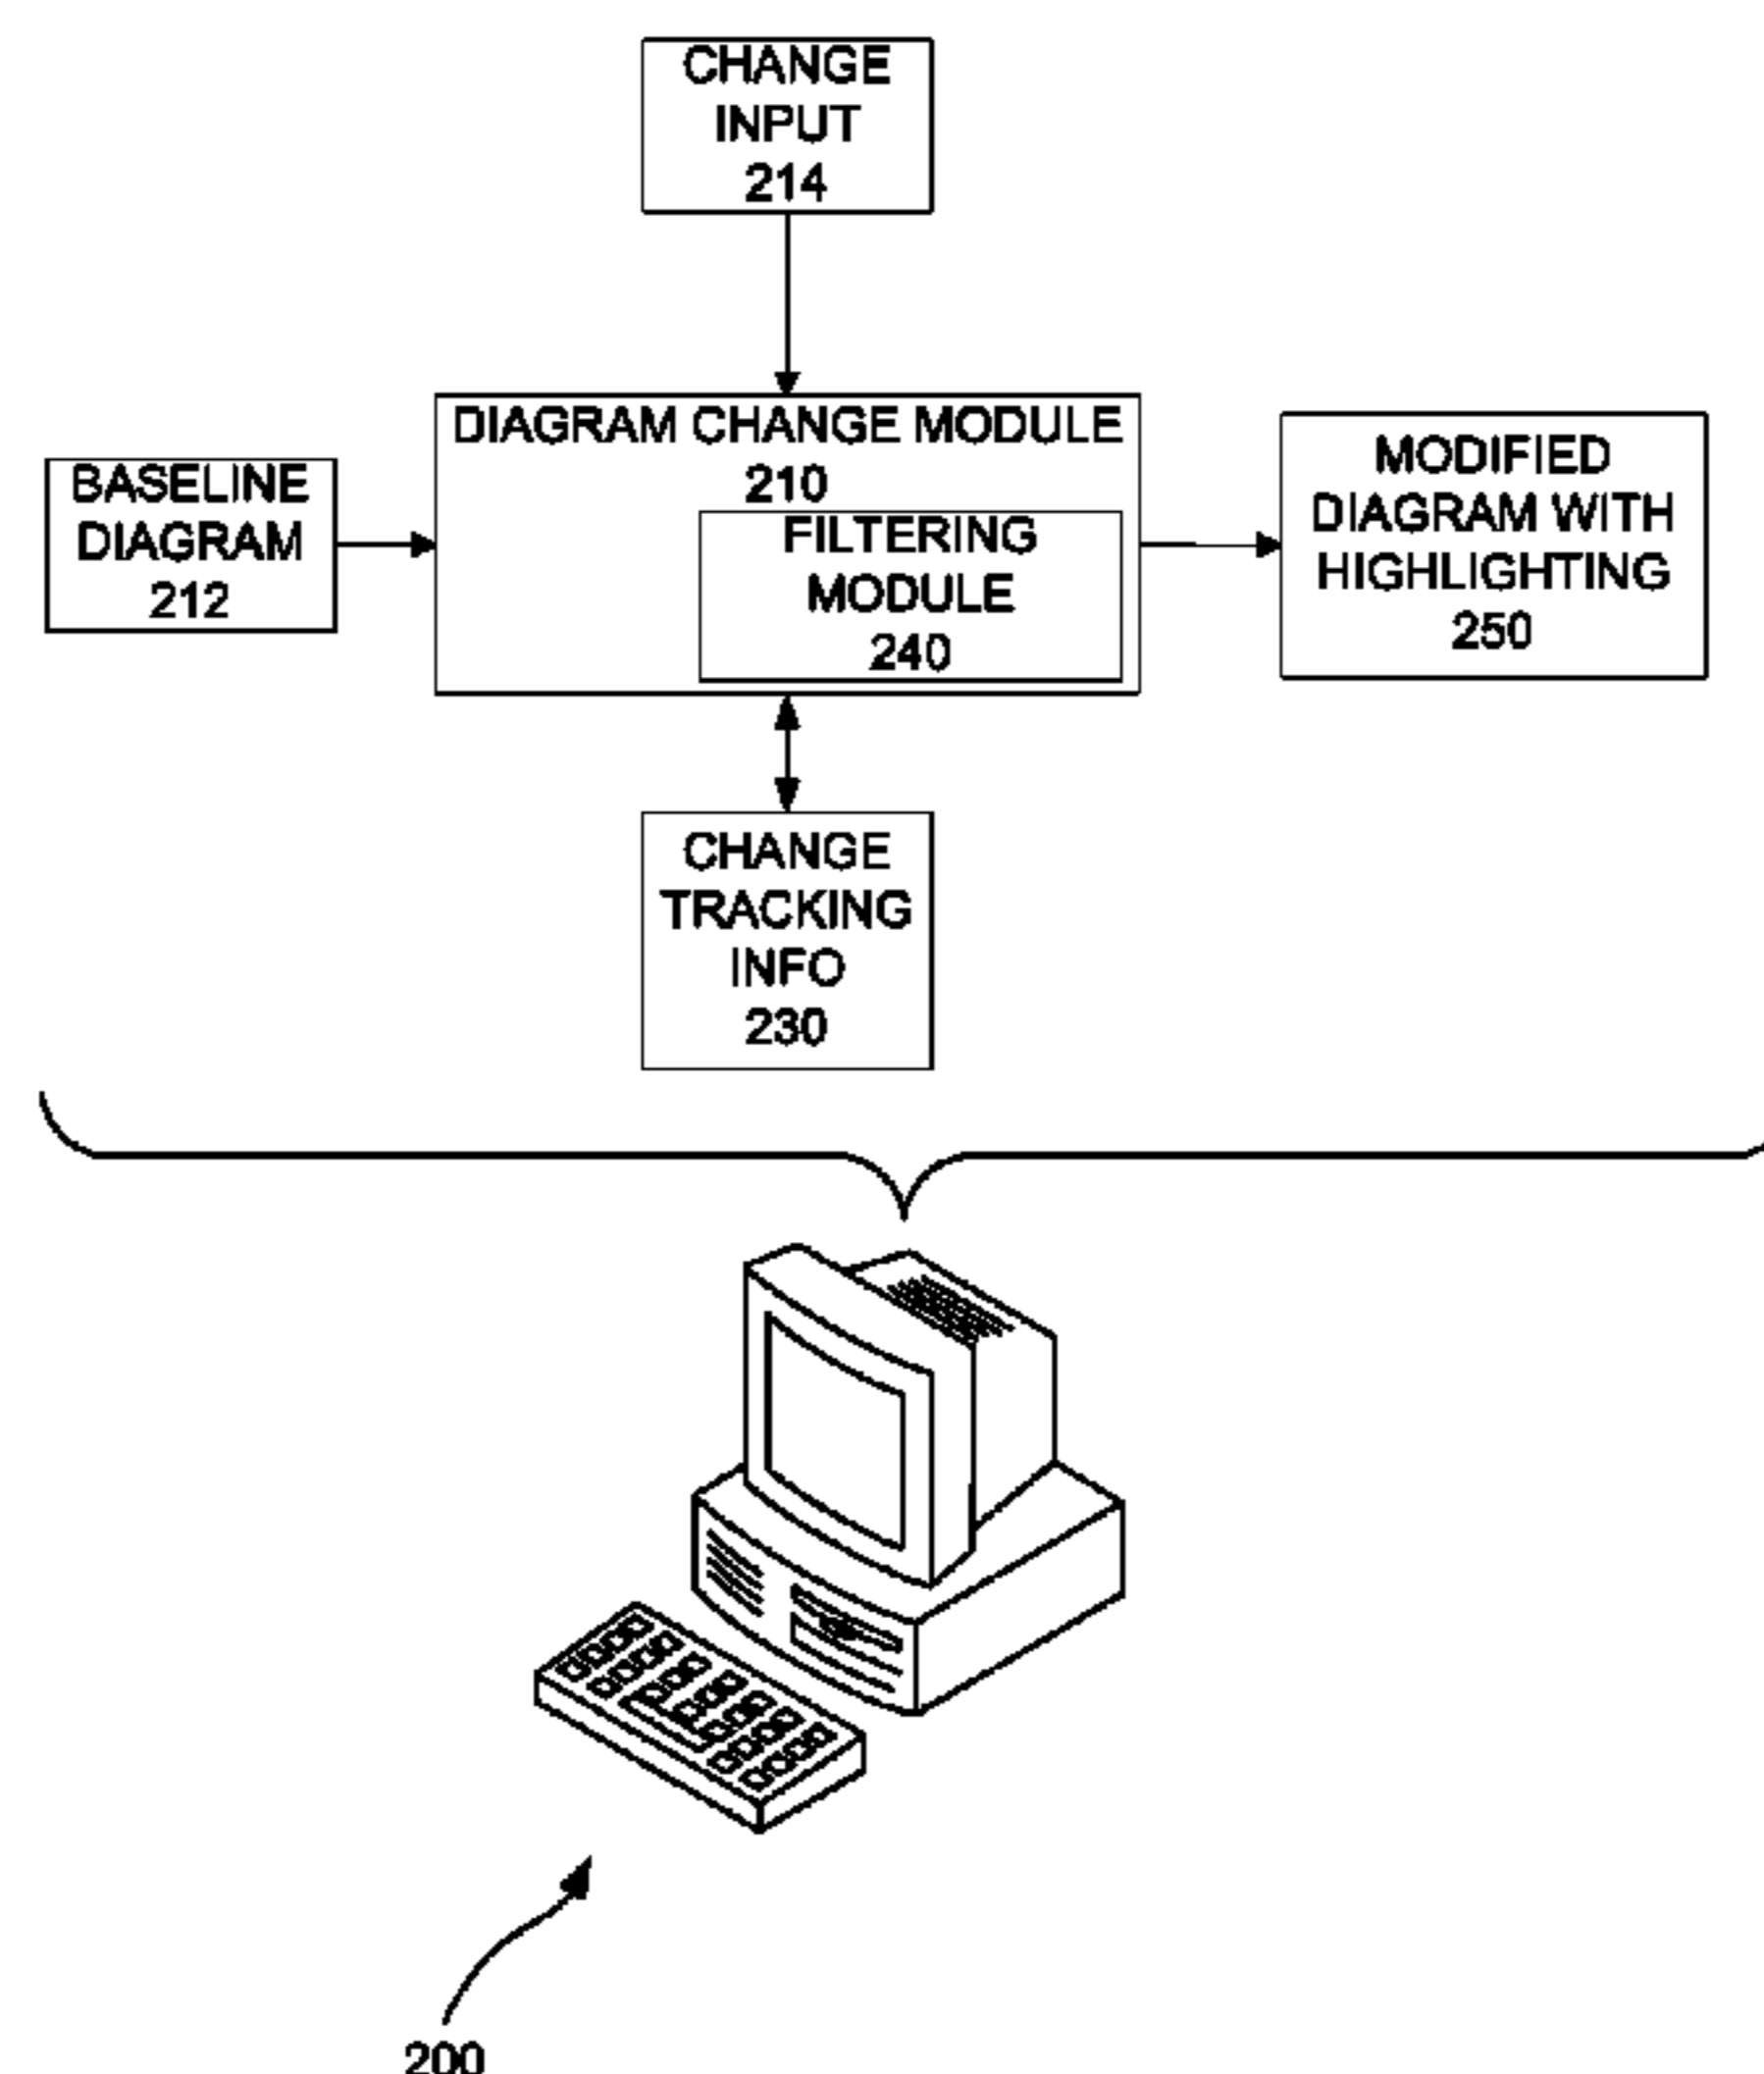 CHANGE
INPUT
214
DIAGRAM CHANGE MODULE
210
BASELINE
DIAGRAM
212
FILTERING
MODULE
240
MODIFIED
DIAGRAM WITH
HIGHLIGHTING
250
CHANGE
TRACKING
INFO
230
200